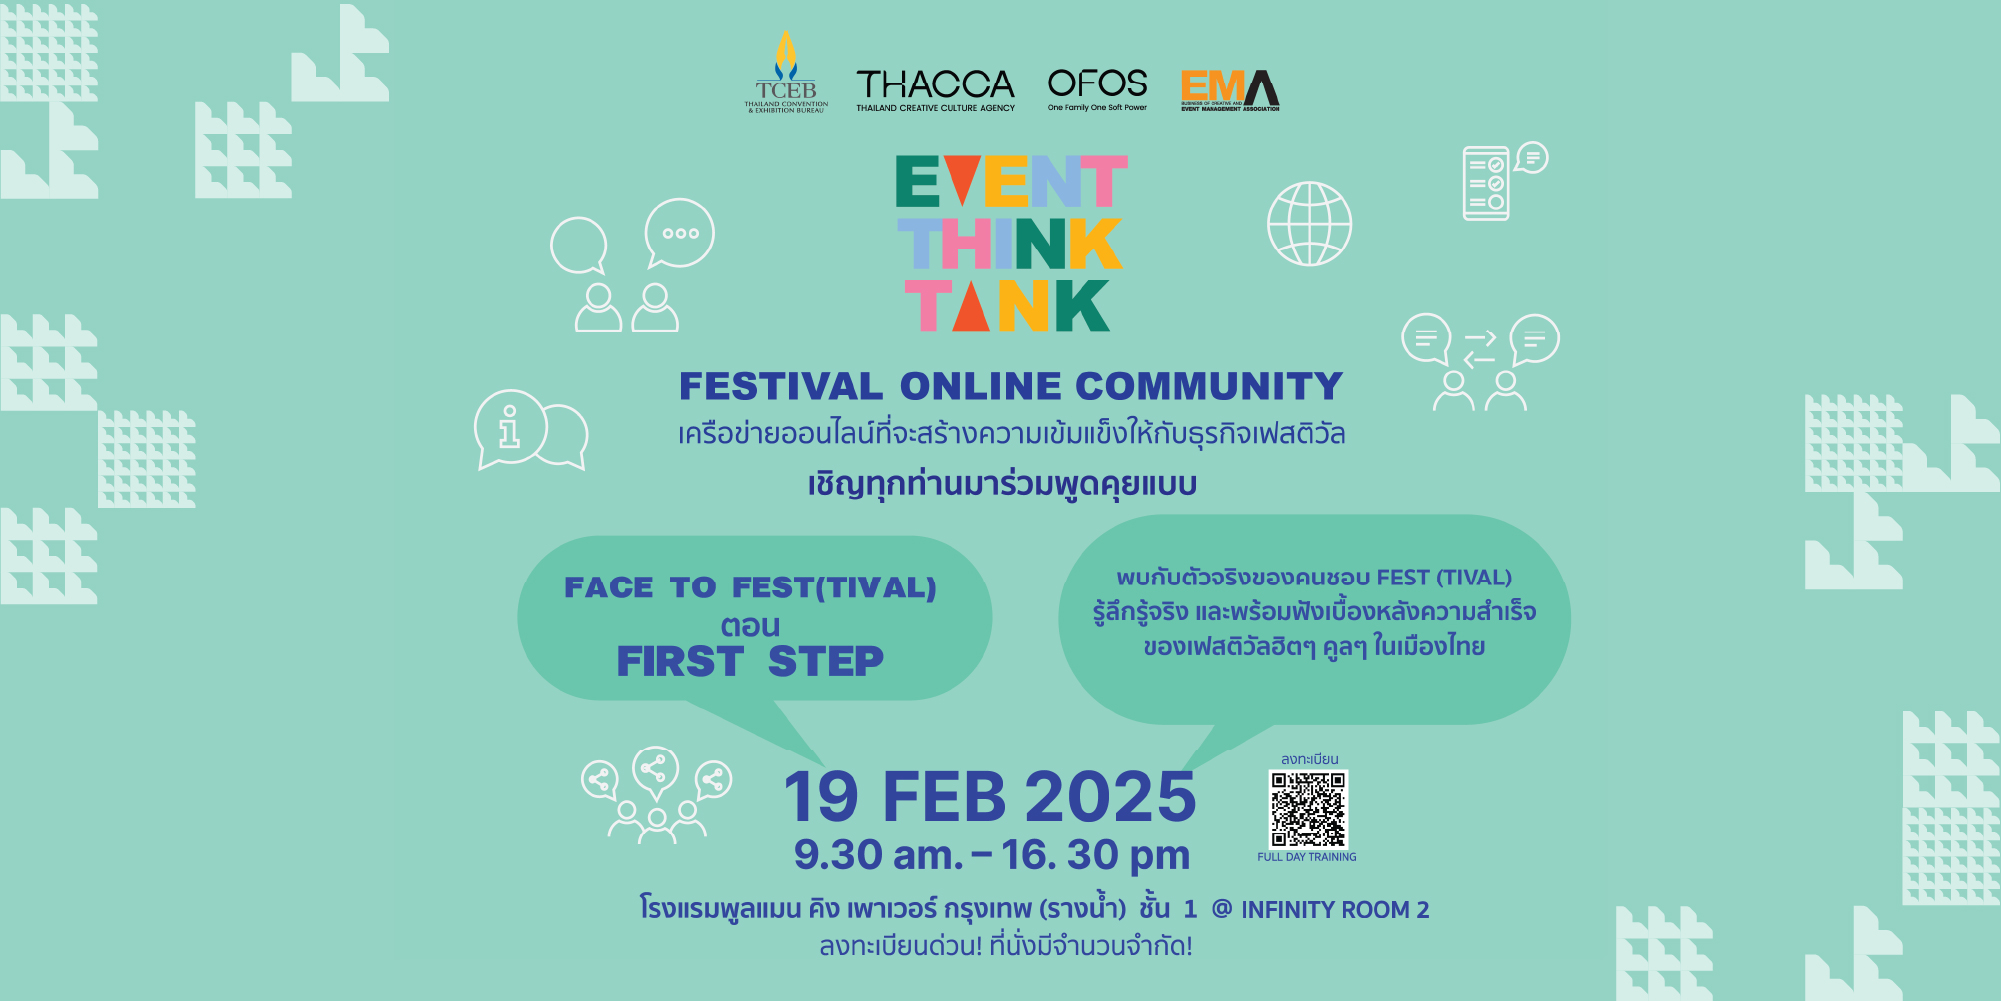 TCEB
THAILAND CONVENTION
& EXHIBITION BUREAU
THACCA
THAILAND CREATIVE CULTURE AGENCY
OFOS
One Family One Soft Power
EMA
BUSINESS OF CREATIVE AND
EVENT MANAGEMENT ASSOCIATION
EVENT
THINK
TANK
FESTIVAL ONLINE COMMUNITY
เครือข่ายออนไลน์ที่จะสร้างความเข้มแข็งให้กับธุรกิจเฟสติวัล
เชิญทุกท่านมาร่วมพูดคุยแบบ
FACE TO FEST(TIVAL)
ตอน
FIRST STEP
พบกับตัวจริงของคนชอบ FEST (TIVAL)
รู้ลึกรู้จริง และพร้อมฟังเบื้องหลังความสำเร็จ
ของเฟสติวัลฮิตๆ คูลๆ ในเมืองไทย
19 FEB 2025
9.30 am. – 16. 30 pm
ลงทะเบียน
FULL DAY TRAINING
โรงแรมพูลแมน คิง เพาเวอร์ กรุงเทพ (รางน้ำ) ชั้น 1 @ INFINITY ROOM 2
ลงทะเบียนด่วน! ที่นั่งมีจำนวนจำกัด!